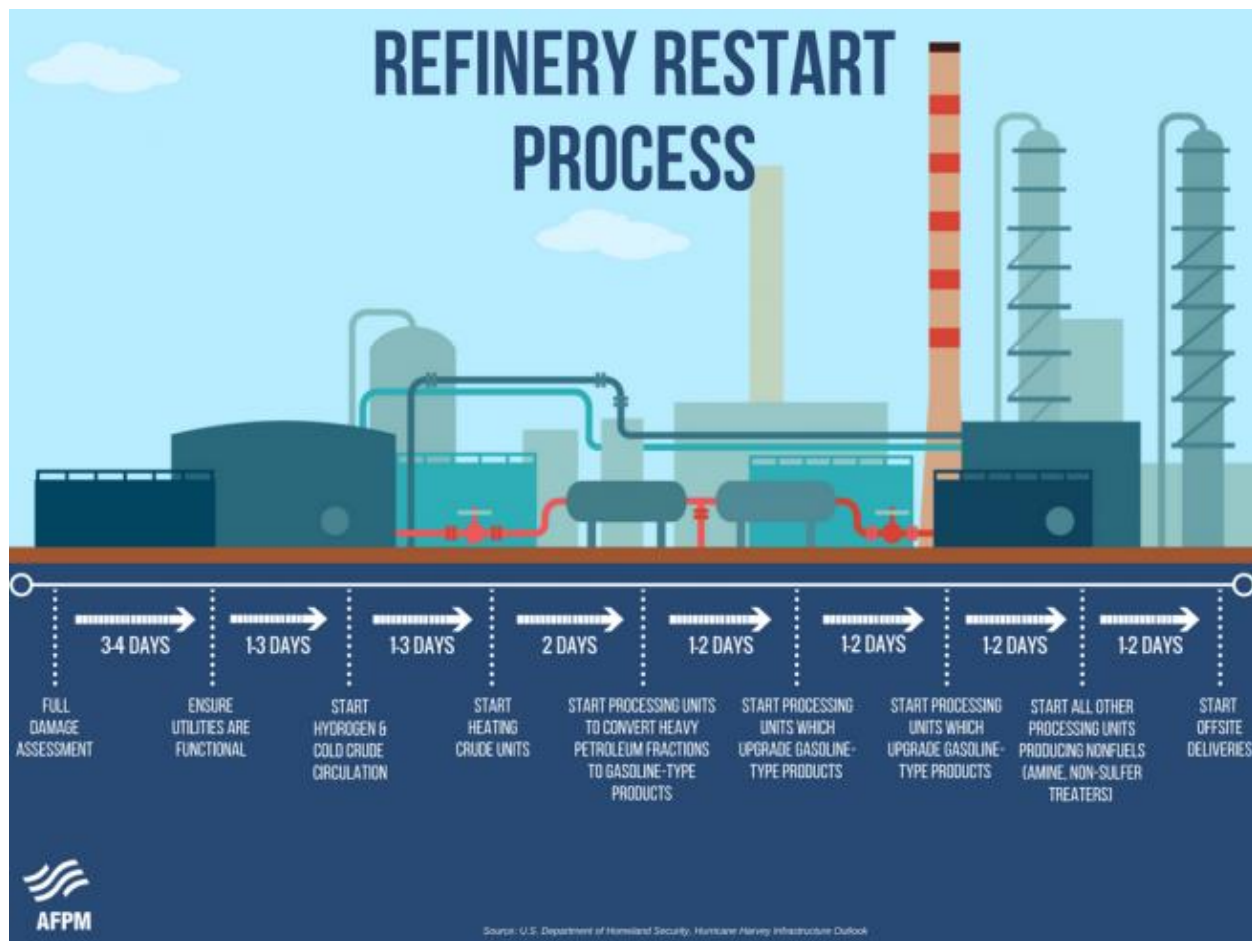 REFINERY RESTART
PROCESS
3-4 DAYS
1-3 DAYS
1-3 DAYS
2 DAYS
1-2 DAYS
1-2 DAYS
1-2 DAYS
1-2 DAYS
FULL
DAMAGE
ASSESSMENT
ENSURE
UTILITIES ARE
FUNCTIONAL
START
HYDROGEN &
COLD CRUDE
CIRCULATION
START
HEATING
CRUDE UNITS
START PROCESSING UNITS
TO CONVERT HEAVY
PETROLEUM FRACTIONS
TO GASOLINE-TYPE
PRODUCTS
START PROCESSING
UNITS WHICH
UPGRADE GASOLINE-
TYPE PRODUCTS
START PROCESSING
UNITS WHICH
UPGRADE GASOLINE-
TYPE PRODUCTS
START ALL OTHER
PROCESSING UNITS
PRODUCING NONFUELS
(AMINE, NON-SULFER
TREATERS)
START
OFFSITE
DELIVERIES
AFPM
Source: U.S. Department of Homeland Security, Hurricane Harvey Infrastructure Outlook